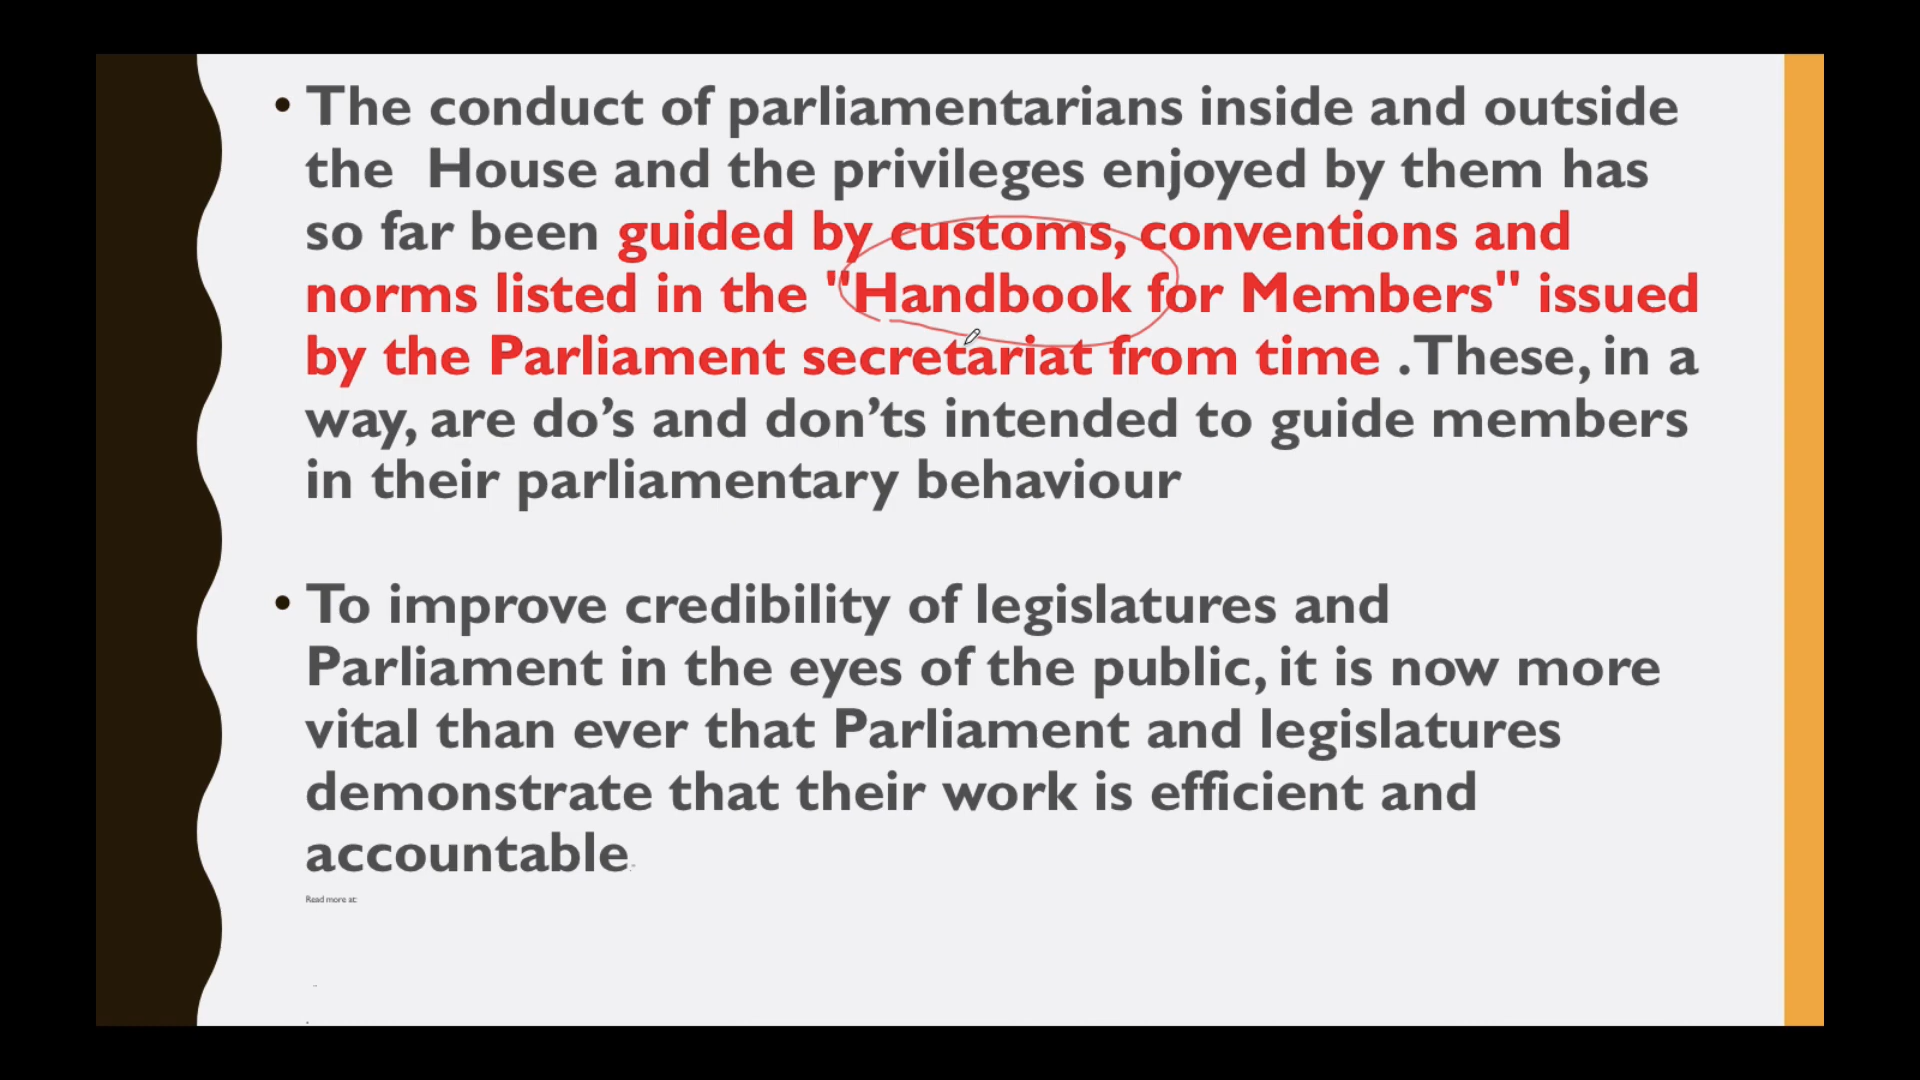 • The conduct of parliamentarians inside and outside
the House and the privileges enjoyed by them has
so far been guided by customs, conventions and
norms listed in the "Handbook for Members" issued
by the Parliament secretariat from time .These, in a
way, are do’s and don’ts intended to guide members
in their parliamentary behaviour
• To improve credibility of legislatures and
Parliament in the eyes of the public, it is now more
vital than ever that Parliament and legislatures
demonstrate that their work is efficient and
accountable
Read more at: